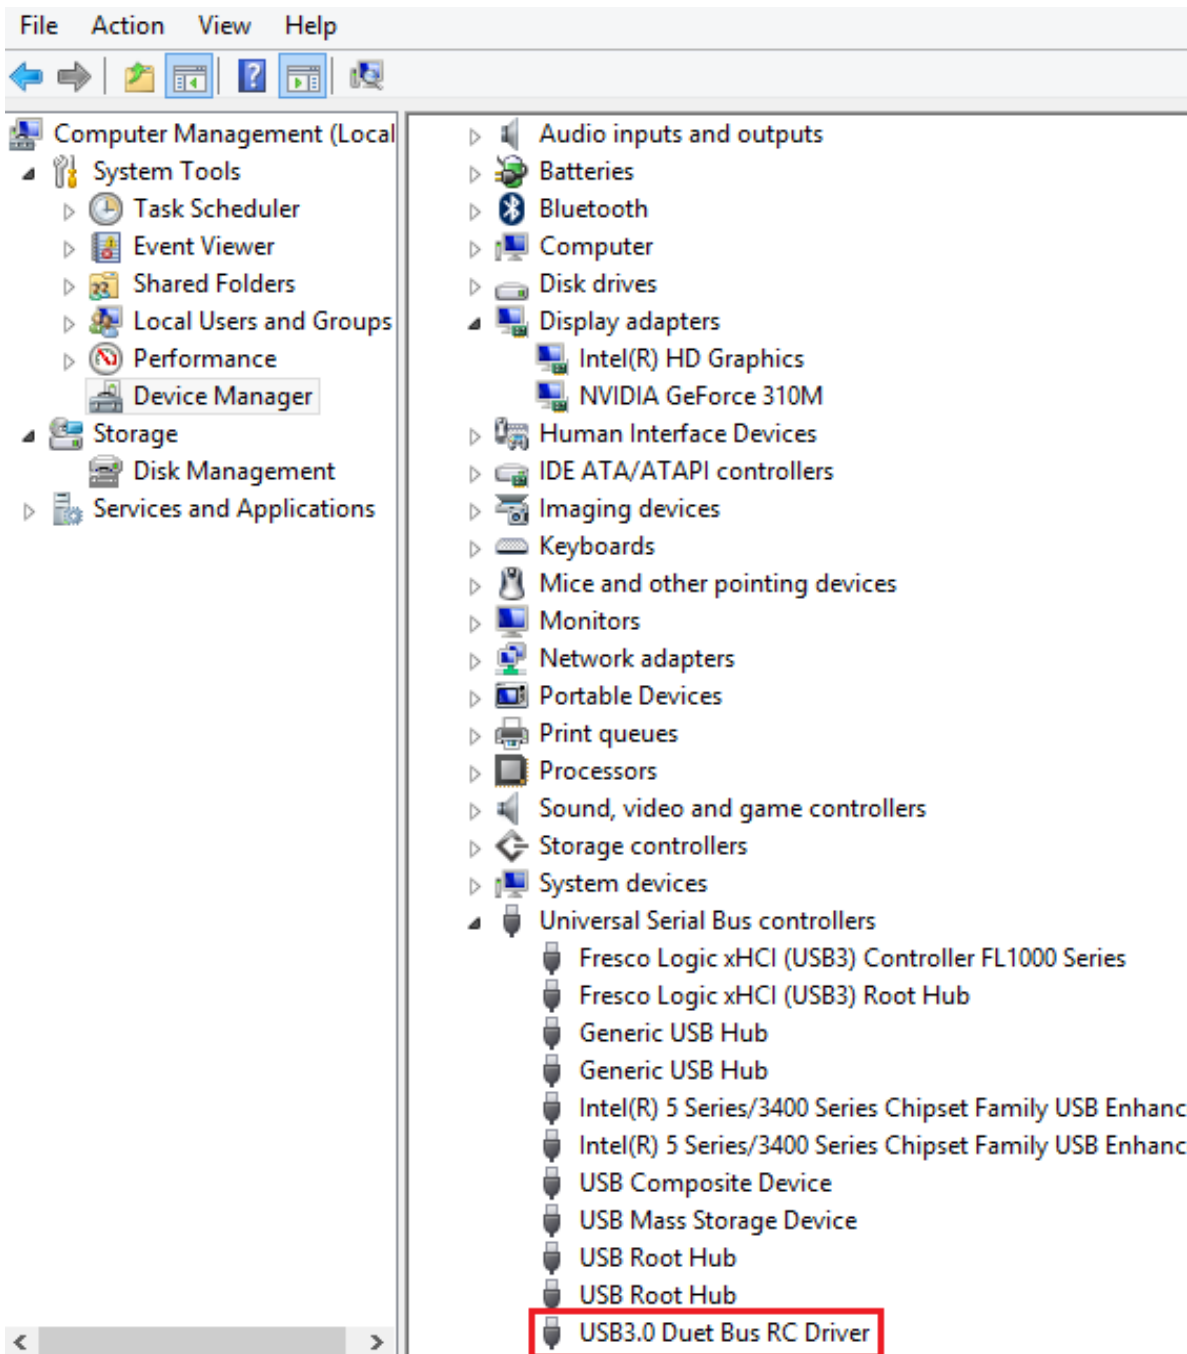 File Action View Help
Computer Management (Local
System Tools
Task Scheduler
Event Viewer
Shared Folders
Local Users and Groups
Performance
Device Manager
Storage
Disk Management
Services and Applications
Audio inputs and outputs
Batteries
Bluetooth
Computer
Disk drives
Display adapters
Intel(R) HD Graphics
NVIDIA GeForce 310M
Human Interface Devices
IDE ATA/ATAPI controllers
Imaging devices
Keyboards
Mice and other pointing devices
Monitors
Network adapters
Portable Devices
Print queues
Processors
Sound, video and game controllers
Storage controllers
System devices
Universal Serial Bus controllers
Fresco Logic xHCI (USB3) Controller FL1000 Series
Fresco Logic xHCI (USB3) Root Hub
Generic USB Hub
Generic USB Hub
Intel(R) 5 Series/3400 Series Chipset Family USB Enhanc
Intel(R) 5 Series/3400 Series Chipset Family USB Enhanc
USB Composite Device
USB Mass Storage Device
USB Root Hub
USB Root Hub
USB3.0 Duet Bus RC Driver